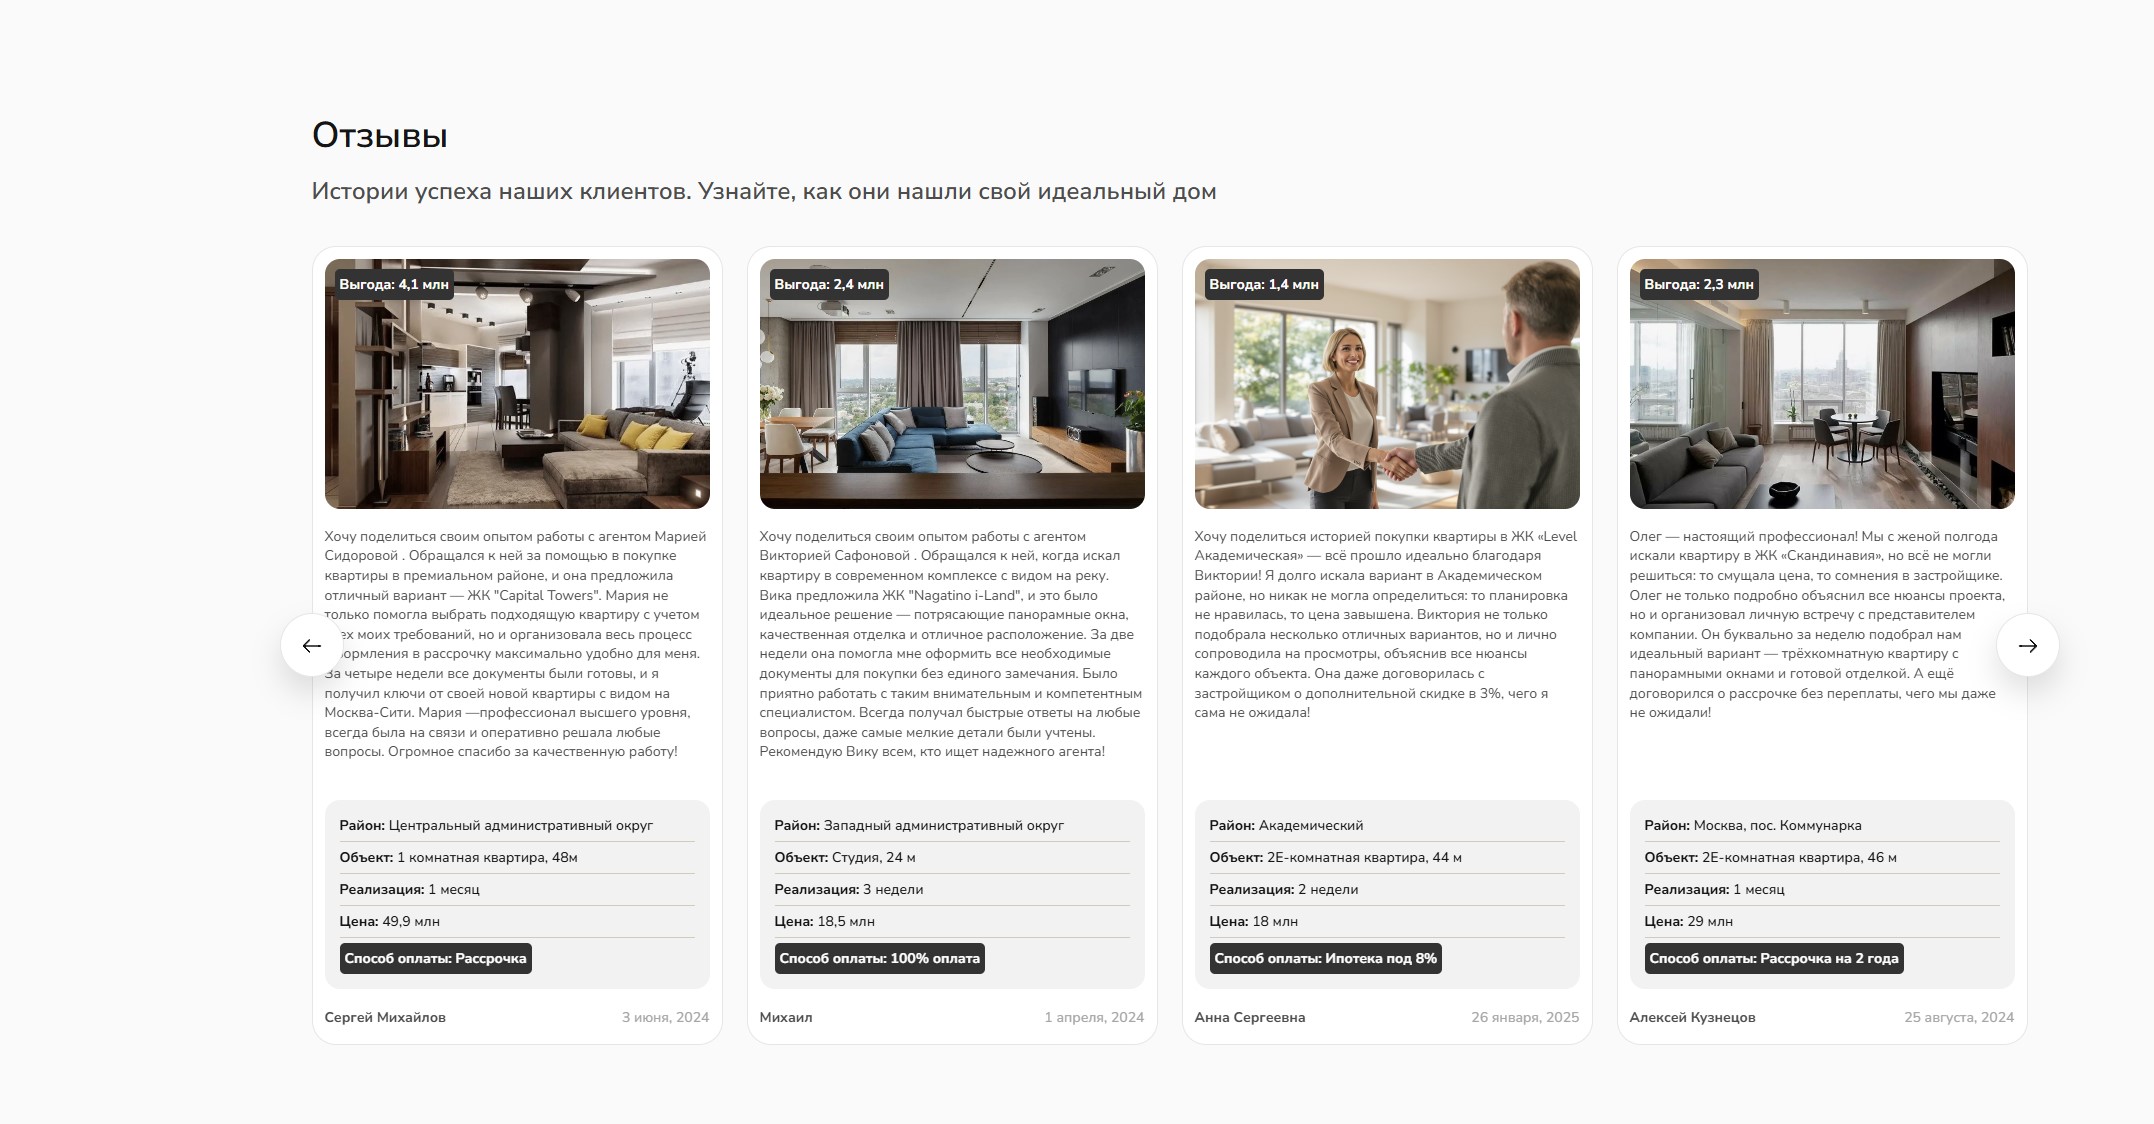 Отзывы
Истории успеха наших клиентов. Узнайте, как они нашли свой идеальный дом
Выгода: 4,1 млн
Хочу поделиться своим опытом работы с агентом Марией
Сидоровой . Обращался к ней за помощью в покупке
квартиры в премиальном районе, и она предложила
отличный вариант — ЖК "Capital Towers". Мария не
только помогла выбрать подходящую квартиру с учетом
моих требований, но и организовала весь процесс
в рассрочку максимально удобно для меня.
За четыре недели все документы были готовы, и я
получил ключи от своей новой квартиры с видом на
Москва-Сити. Мария —профессионал высшего уровня,
всегда была на связи и оперативно решала любые
вопросы. Огромное спасибо за качественную работу!
Район: Центральный административный округ
Объект: 1 комнатная квартира, 48м
Реализация: 1 месяц
Цена: 49,9 млн
Способ оплаты: Рассрочка
Сергей Михайлов
3 июня, 2024
Выгода: 2,4 млн
Хочу поделиться своим опытом работы с агентом
Викторией Сафоновой . Обращался к ней, когда искал
квартиру в современном комплексе с видом на реку.
Вика предложила ЖК "Nagatino i-Land", и это было
идеальное решение — потрясающие панорамные окна,
качественная отделка и отличное расположение. За две
недели она помогла мне оформить все необходимые
документы для покупки без единого замечания. Было
приятно работать с таким внимательным и компетентным
специалистом. Всегда получал быстрые ответы на любые
вопросы, даже самые мелкие детали были учтены.
Рекомендую Вику всем, кто ищет надежного агента!
Район: Западный административный округ
Объект: Студия, 24 м
Реализация: 3 недели
Цена: 18,5 млн
Способ оплаты: 100% оплата
Михаил
1 апреля, 2024
Выгода: 1,4 млн
Хочу поделиться историей покупки квартиры в ЖК «Level
Академическая» — всё прошло идеально благодаря
Виктории! Я долго искала вариант в Академическом
районе, но никак не могла определиться: то планировка
не нравилась, то цена завышена. Виктория не только
подобрала несколько отличных вариантов, но и лично
сопроводила на просмотры, объяснив все нюансы
каждого объекта. Она даже договорилась с
застройщиком о дополнительной скидке в 3%, чего я
сама не ожидала!
Район: Академический
Объект: 2Е-комнатная квартира, 44 м
Реализация: 2 недели
Цена: 18 млн
Способ оплаты: Ипотека под 8%
Анна Сергеевна
26 января, 2025
Выгода: 2,3 млн
Олег — настоящий профессионал! Мы с женой полгода
искали квартиру в ЖК «Скандинавия», но всё не могли
решиться: то смущала цена, то сомнения в застройщике.
Олег не только подробно объяснил все нюансы проекта,
но и организовал личную встречу с представителем
компании. Он буквально за неделю подобрал нам
идеальный вариант — трёхкомнатную квартиру с
панорамными окнами и готовой отделкой. А ещё
договорился о рассрочке без переплаты, чего мы даже
не ожидали!
Район: Москва, пос. Коммунарка
Объект: 2Е-комнатная квартира, 46 м
Реализация: 1 месяц
Цена: 29 млн
Способ оплаты: Рассрочка на 2 года
Алексей Кузнецов
25 августа, 2024